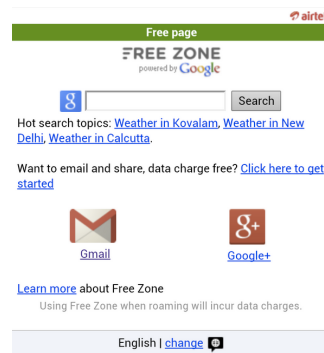 airte
Free page
FREE ZONE
powered by Google
8 Search
Hot search topics: Weather in Kovalam, Weather in New
Delhi, Weather in Calcutta.
Want to email and share, data charge free? Click here to get
started
g+
Gmail Google+
Learn more about Free Zone
Using Free Zone when roaming will incur data charges.
English | change